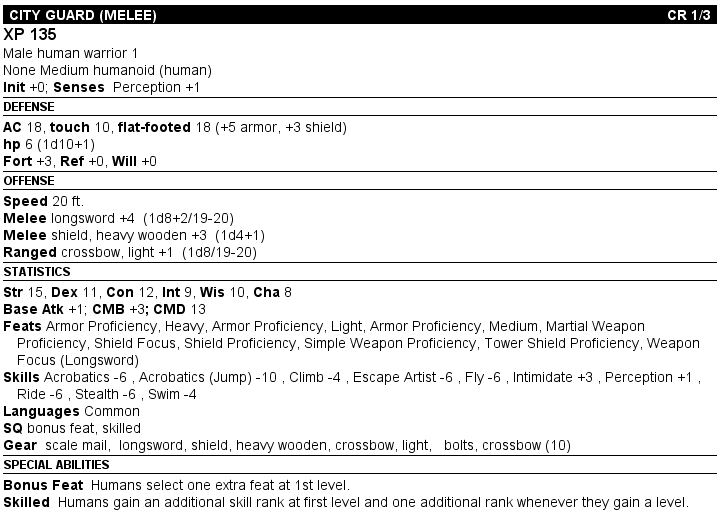 CITY GUARD (MELEE) CR 1/3
XP 135
Male human warrior 1
None Medium humanoid (human)
Init +0; Senses Perception +1
DEFENSE
AC 18, touch 10, flat-footed 18 (+5 armor, +3 shield)
hp 6 (1d10+1)
Fort +3, Ref +0, Will +0
OFFENSE
Speed 20 ft.
Melee longsword +4 (1d8+2/19-20)
Melee shield, heavy wooden +3 (1d4+1)
Ranged crossbow, light +1 (1d8/19-20)
STATISTICS
Str 15, Dex 11, Con 12, Int 9, Wis 10, Cha 8
Base Atk +1; CMB +3; CMD 13
Feats Armor Proficiency, Heavy, Armor Proficiency, Light, Armor Proficiency, Medium, Martial Weapon
Proficiency, Shield Focus, Shield Proficiency, Simple Weapon Proficiency, Tower Shield Proficiency, Weapon
Focus (Longsword)
Skills Acrobatics -6 , Acrobatics (Jump) -10 , Climb -4 , Escape Artist -6 , Fly -6 , Intimidate +3 , Perception +1 ,
Ride -6 , Stealth -6 , Swim -4
Languages Common
SQ bonus feat, skilled
Gear scale mail, longsword, shield, heavy wooden, crossbow, light, bolts, crossbow (10)
SPECIAL ABILITIES
Bonus Feat Humans select one extra feat at 1st level.
Skilled Humans gain an additional skill rank at first level and one additional rank whenever they gain a level.